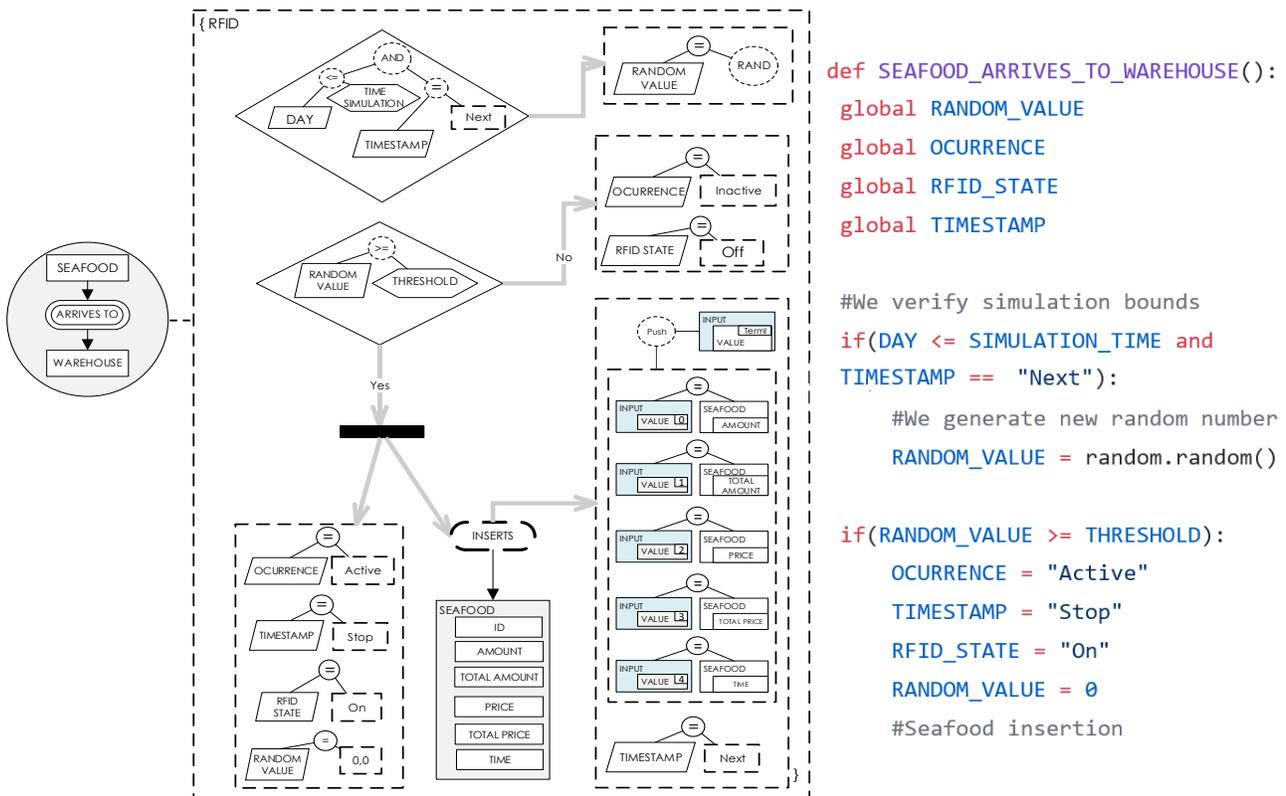 { RFID
AND
<=
TIME
SIMULATION
DAY
=
TIMESTAMP
Next
=
RANDOM
VALUE
RAND
>=
RANDOM
VALUE
THRESHOLD
No
=
OCURRENCE
Inactive
=
RFID STATE
Off
SEAFOOD
ARRIVES TO
WAREHOUSE
Yes
=
OCURRENCE
Active
=
TIMESTAMP
Stop
=
RFID
STATE
On
=
RANDOM
VALUE
0,0
INSERTS
SEAFOOD
ID
AMOUNT
TOTAL AMOUNT
PRICE
TOTAL PRICE
TIME
Push
INPUT
Terml
VALUE
=
INPUT
VALUE 0
SEAFOOD
AMOUNT
=
INPUT
VALUE 1
SEAFOOD
TOTAL
AMOUNT
=
INPUT
VALUE 2
SEAFOOD
PRICE
=
INPUT
VALUE 3
SEAFOOD
TOTAL PRICE
=
INPUT
VALUE 4
SEAFOOD
TIME
=
TIMESTAMP
Next
}
def SEAFOOD_ARRIVES_TO_WAREHOUSE():
global RANDOM_VALUE
global OCURRENCE
global RFID_STATE
global TIMESTAMP
#We verify simulation bounds
if(DAY <= SIMULATION_TIME and
TIMESTAMP == "Next"):
#We generate new random number
RANDOM_VALUE = random.random()
if(RANDOM_VALUE >= THRESHOLD):
OCURRENCE = "Active"
TIMESTAMP = "Stop"
RFID_STATE = "On"
RANDOM_VALUE = 0
#Seafood insertion